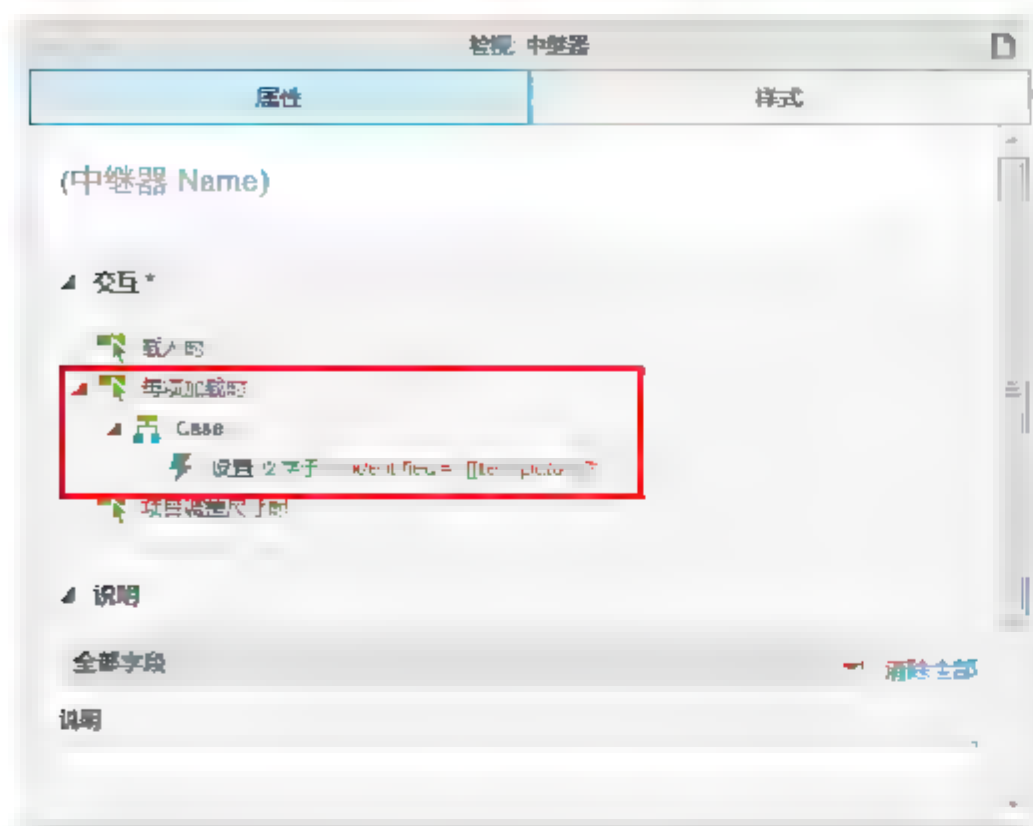 检视: 中继器
属性
样式
(中继器 Name)
交互 *
载入时
每项加载时
Case
设置 文字于
项目调整尺寸时
说明
全部字段
清除全部
说明